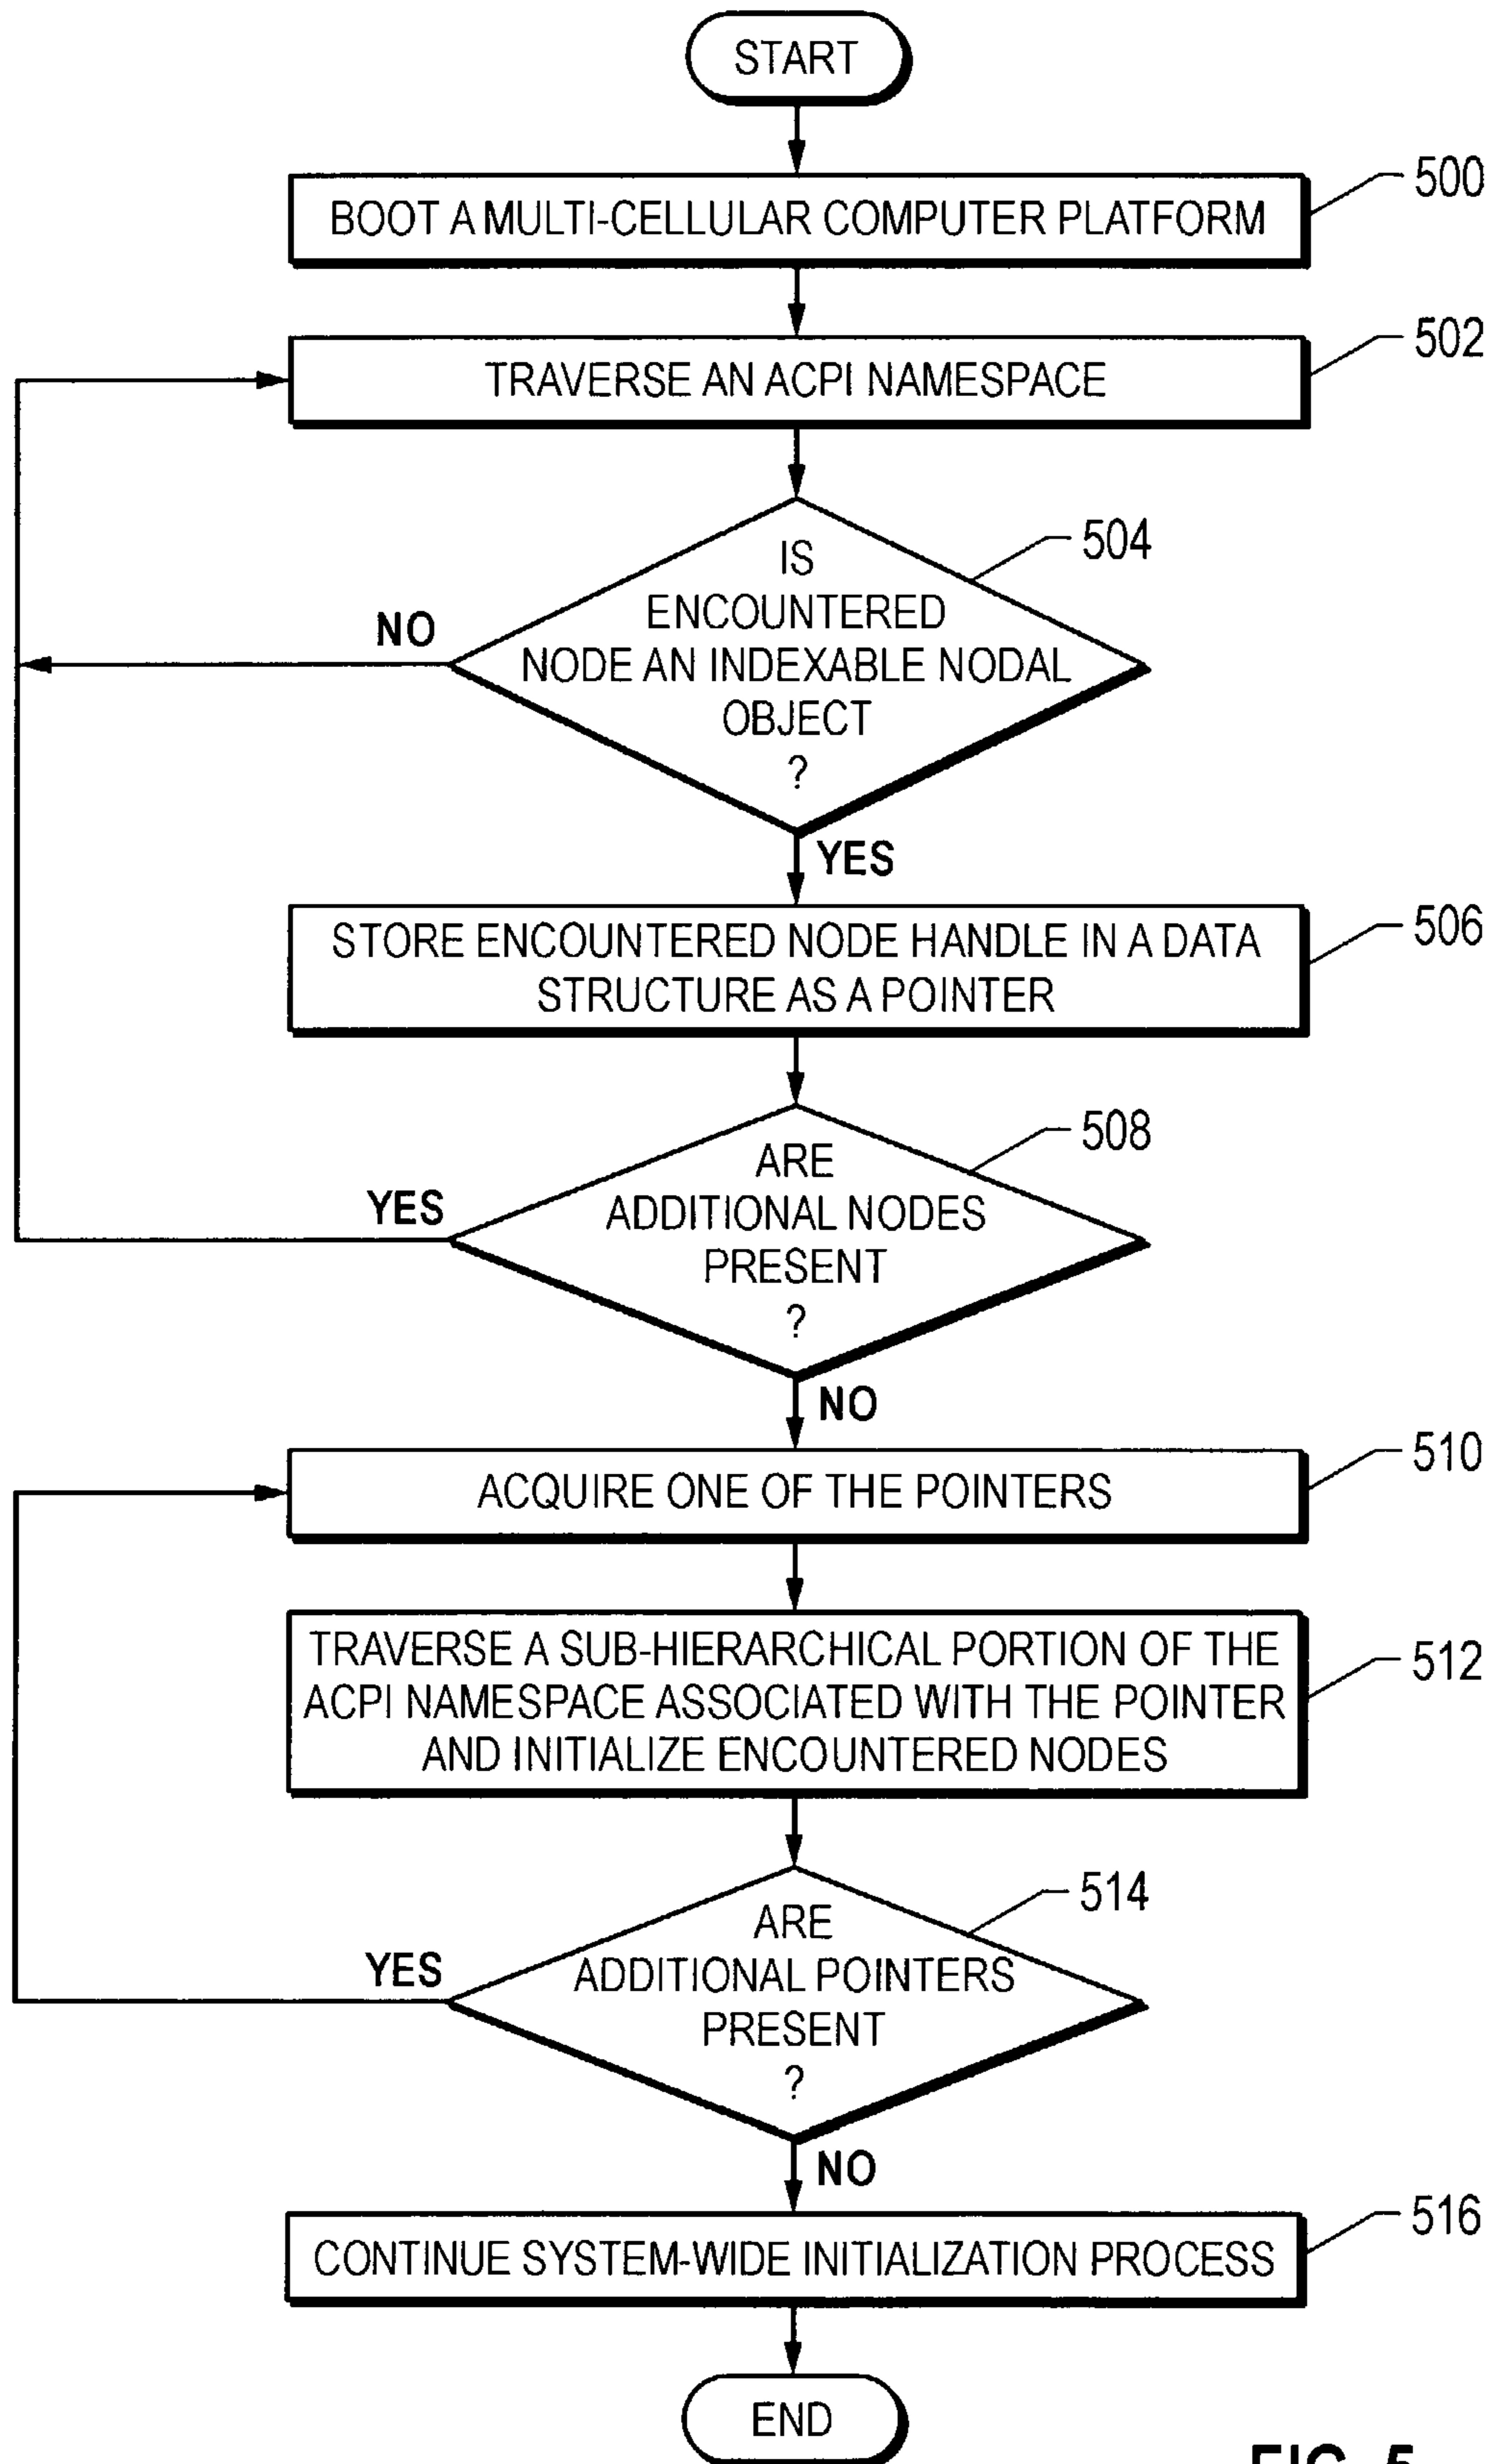 START
500
BOOT A MULTI-CELLULAR COMPUTER PLATFORM
502
TRAVERSE AN ACPI NAMESPACE
504
IS
ENCOUNTERED
NODE AN INDEXABLE NODAL
OBJECT
?
NO
YES
506
STORE ENCOUNTERED NODE HANDLE IN A DATA
STRUCTURE AS A POINTER
508
ARE
ADDITIONAL NODES
PRESENT
?
YES
NO
510
ACQUIRE ONE OF THE POINTERS
512
TRAVERSE A SUB-HIERARCHICAL PORTION OF THE
ACPI NAMESPACE ASSOCIATED WITH THE POINTER
AND INITIALIZE ENCOUNTERED NODES
514
ARE
ADDITIONAL POINTERS
PRESENT
?
YES
NO
516
CONTINUE SYSTEM-WIDE INITIALIZATION PROCESS
END
FIG. 5